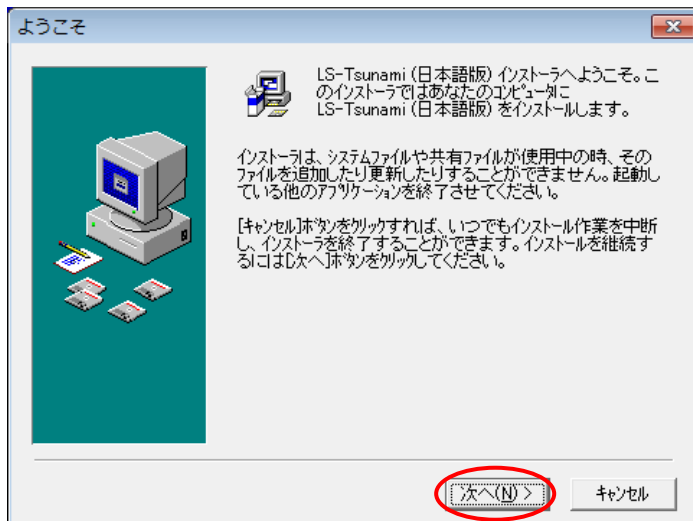 ようこそ
LS-Tsunami (日本語版) インストーラへようこそ。こ
のインストーラではあなたのコンピュータに
LS-Tsunami (日本語版) をインストールします。
インストーラは、システムファイルや共有ファイルが使用中の時、その
ファイルを追加したり更新したりすることができません。起動し
ている他のアプリケーションを終了させてください。
[キャンセル]ボタンをクリックすれば、いつでもインストール作業を中断
し、インストーラを終了することができます。インストールを継続す
るには[次へ]ボタンをクリックしてください。
次へ(N) >
キャンセル